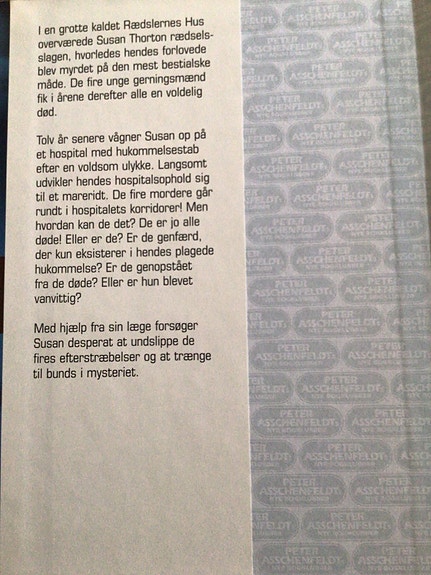 I en grotte kaldet Rædslernes Hus
overværede Susan Thorton rædsels-
slagen, hvorledes hendes forlovede
blev myrdet på den mest bestialske
måde. De fire unge gerningsmænd
fik i årene derefter alle en voldelig
død.
Tolv år senere vågner Susan op på
et hospital med hukommelsestab
efter en voldsom ulykke. Langsomt
udvikler hendes hospitalsophold sig
til et mareridt. De fire mordere går
rundt i hospitalets korridorer! Men
hvordan kan de det? De er jo alle
døde! Eller er de? Er de genfærd,
der kun eksisterer i hendes plagede
hukommelse? Er de genopstået
fra de døde? Eller er hun blevet
vanvittig?
Med hjælp fra sin læge forsøger
Susan desperat at undslippe de
fires efterstræbelser og at trænge
til bunds i mysteriet.
PETER
ASSCHENFELDTs
NYE BOGKLUBBER